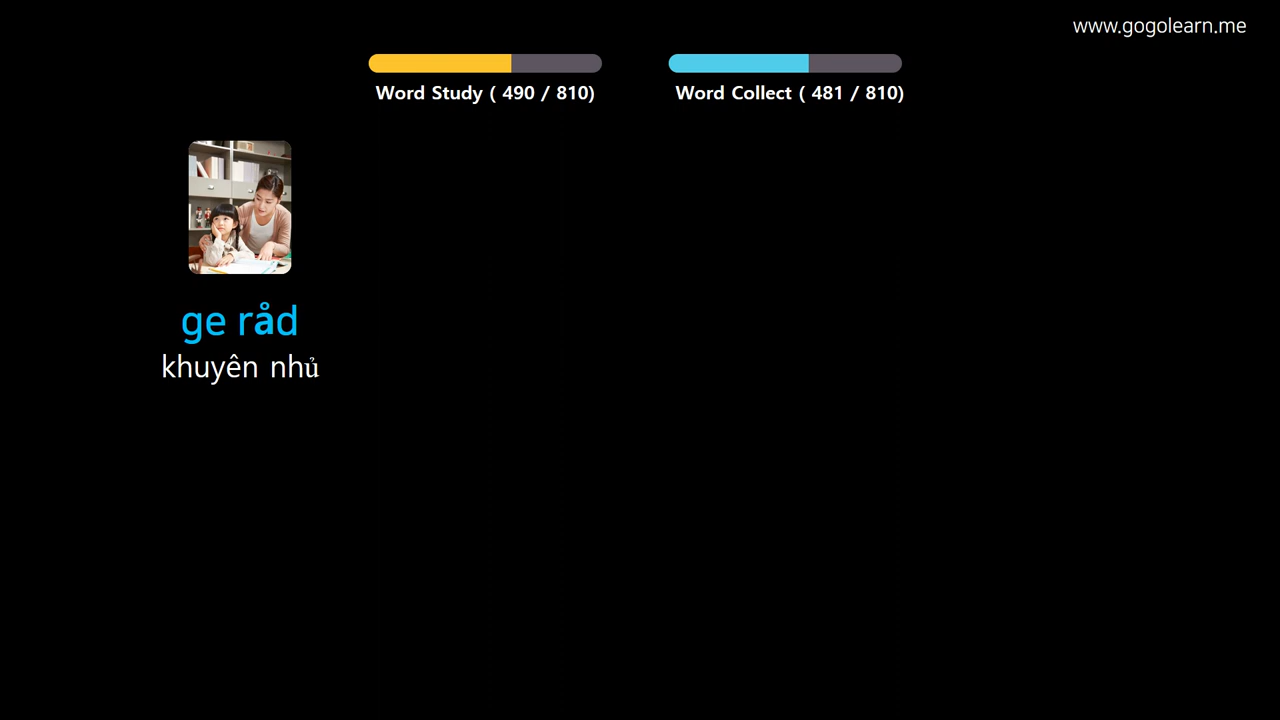 www.gogolearn.me
Word Study ( 490 / 810)
Word Collect ( 481 / 810)
ge råd
khuyên nhủ